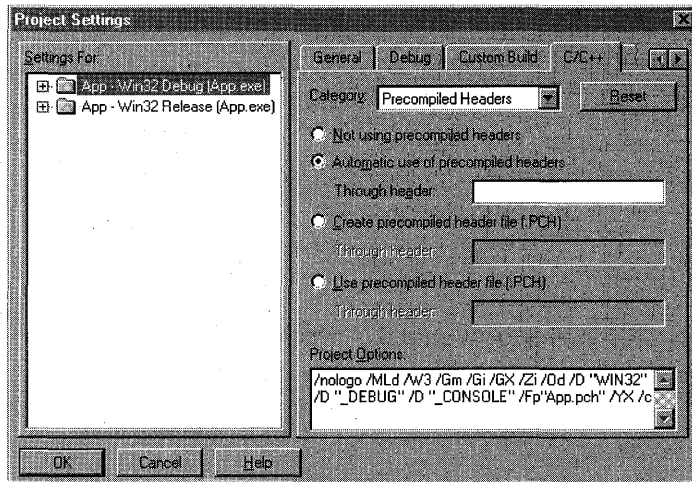 Project Settings
Settings For:
App - Win32 Debug (App.exe)
App - Win32 Release (App.exe)
General Debug Custom Build C/C++
Category: Precompiled Headers Reset
Not using precompiled headers
Automatic use of precompiled headers
Through header:
Create precompiled header file (.PCH)
Through header:
Use precompiled header file (.PCH)
Through header:
Project Options:
/nologo /MLd /W3 /Gm /Gi /GX /Zi /Od /D "WIN32"
/D "_DEBUG" /D "_CONSOLE" /Fp"App.pch" /YX /c
OK Cancel Help